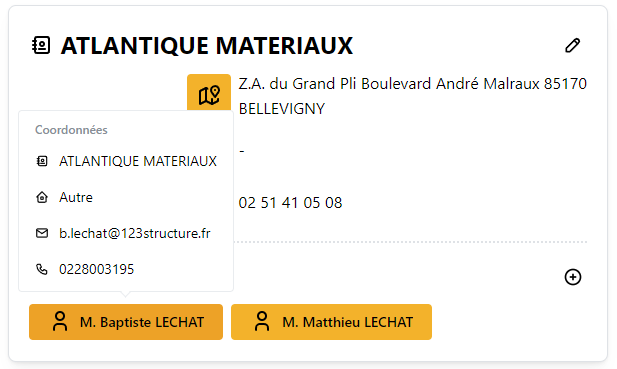 ATLANTIQUE MATERIAUX
Z.A. du Grand Pli Boulevard André Malraux 85170
BELLEVIGNY
-
02 51 41 05 08
Coordonnées
ATLANTIQUE MATERIAUX
Autre
b.lechat@123structure.fr
0228003195
M. Baptiste LECHAT
M. Matthieu LECHAT